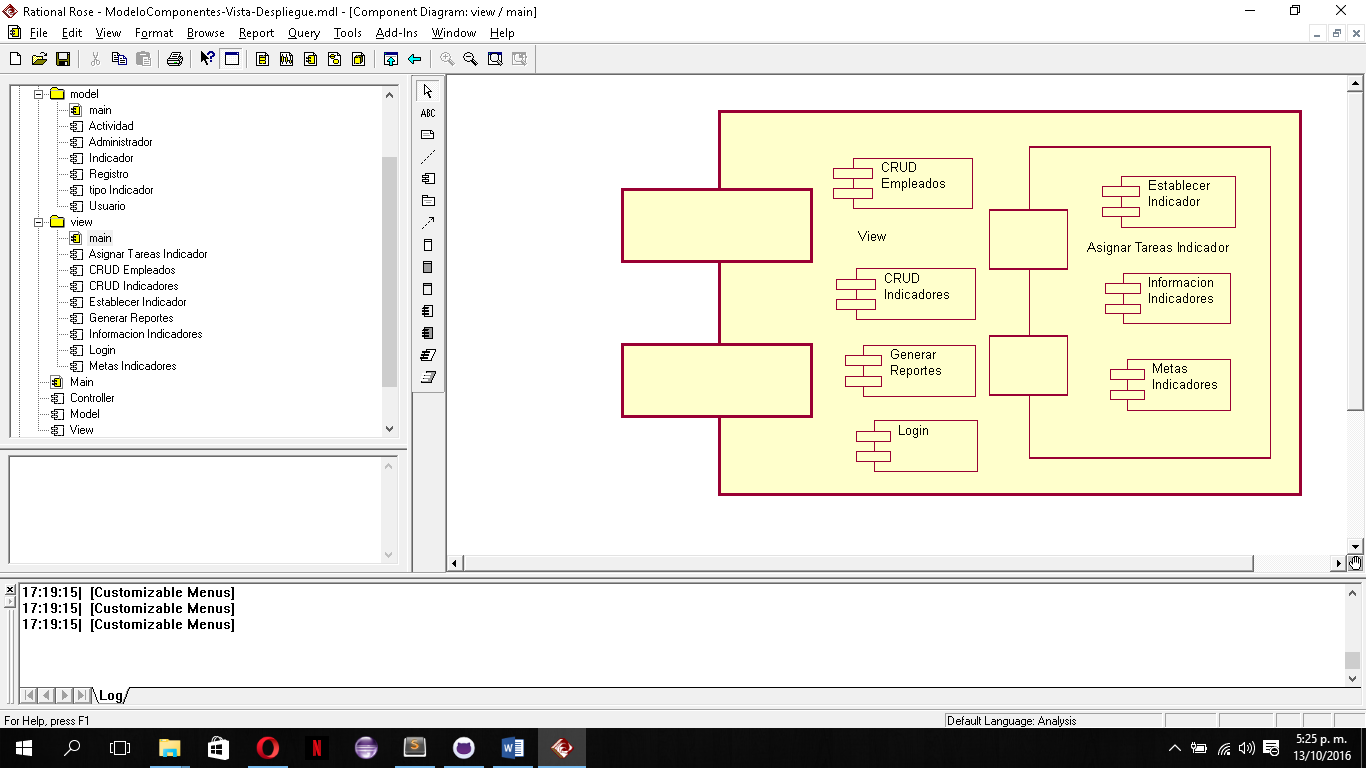 Rational Rose - ModeloComponentes-Vista-Despliegue.mdl - [Component Diagram: view / main]
File Edit View Format Browse Report Query Tools Add-Ins Window Help
model
main
Actividad
Administrador
Indicador
Registro
tipo Indicador
Usuario
view
main
Asignar Tareas Indicador
CRUD Empleados
CRUD Indicadores
Establecer Indicador
Generar Reportes
Informacion Indicadores
Login
Metas Indicadores
Main
Controller
Model
View
ABC
CRUD
Empleados
View
CRUD
Indicadores
Generar
Reportes
Login
Establecer
Indicador
Asignar Tareas Indicador
Informacion
Indicadores
Metas
Indicadores
17:19:15| [Customizable Menus]
17:19:15| [Customizable Menus]
17:19:15| [Customizable Menus]
Log
For Help, press F1
Default Language: Analysis
5:25 p. m.
13/10/2016